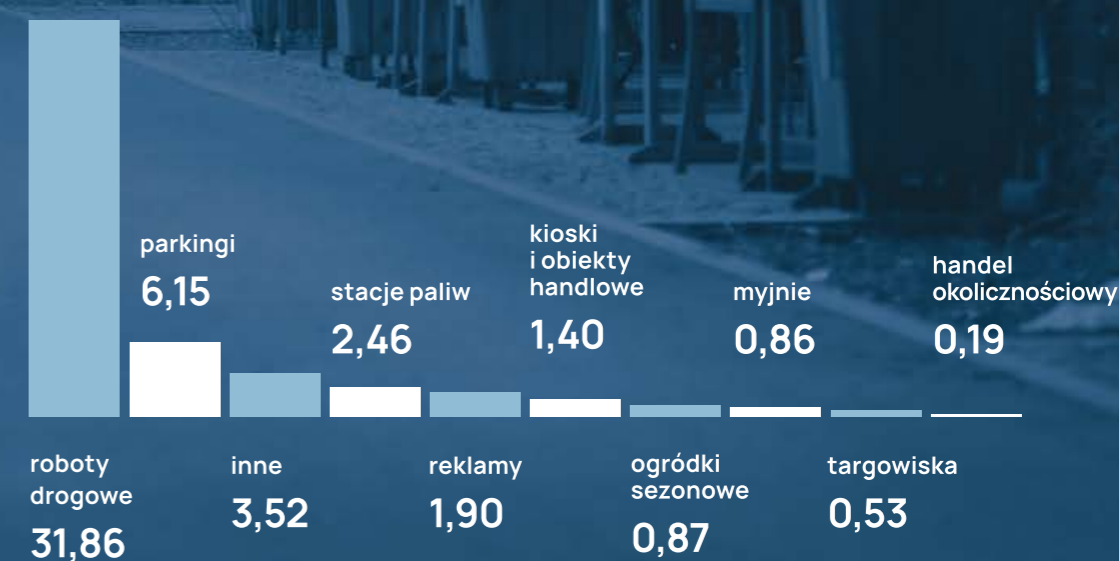 parkingi
6,15
stacje paliw
2,46
kioski
i obiekty
handlowe
1,40
myjnie
0,86
handel
okolicznościowy
0,19
roboty
drogowe
31,86
inne
3,52
reklamy
1,90
ogródki
sezonowe
0,87
targowiska
0,53